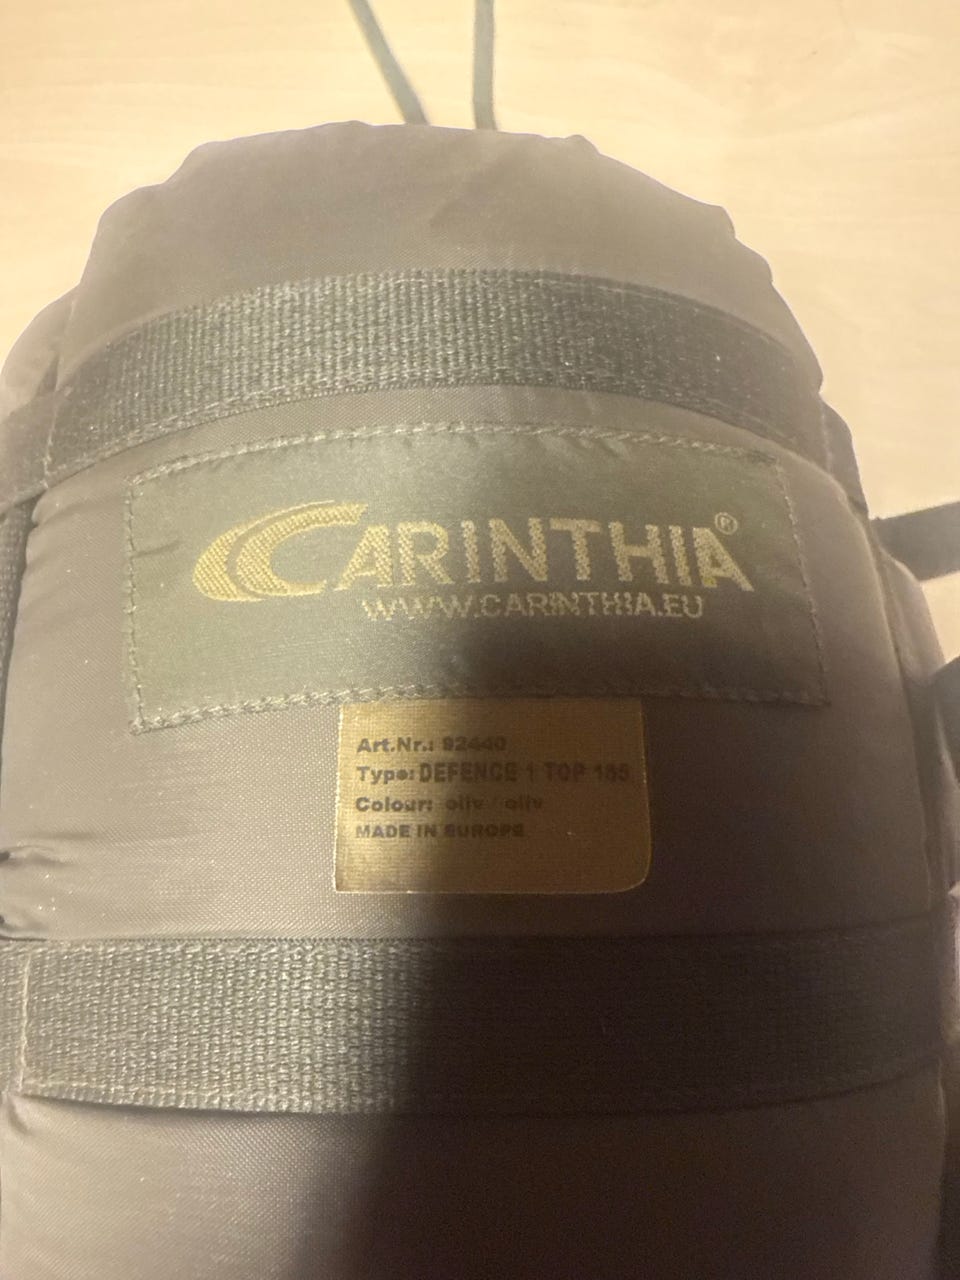 CARINTHIA®
WWW.CARINTHIA.EU
Art.Nr.: 92440
Type: DEFENCE 1 TOP 185
Colour: oliv / oliv
MADE IN EUROPE